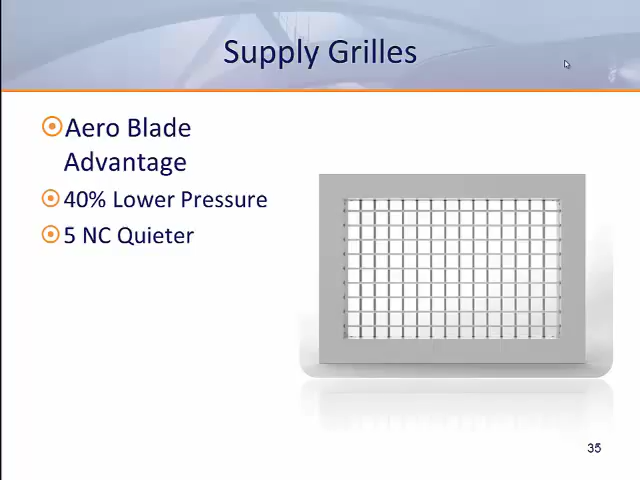 Supply Grilles
Aero Blade
Advantage
40% Lower Pressure
5 NC Quieter
35